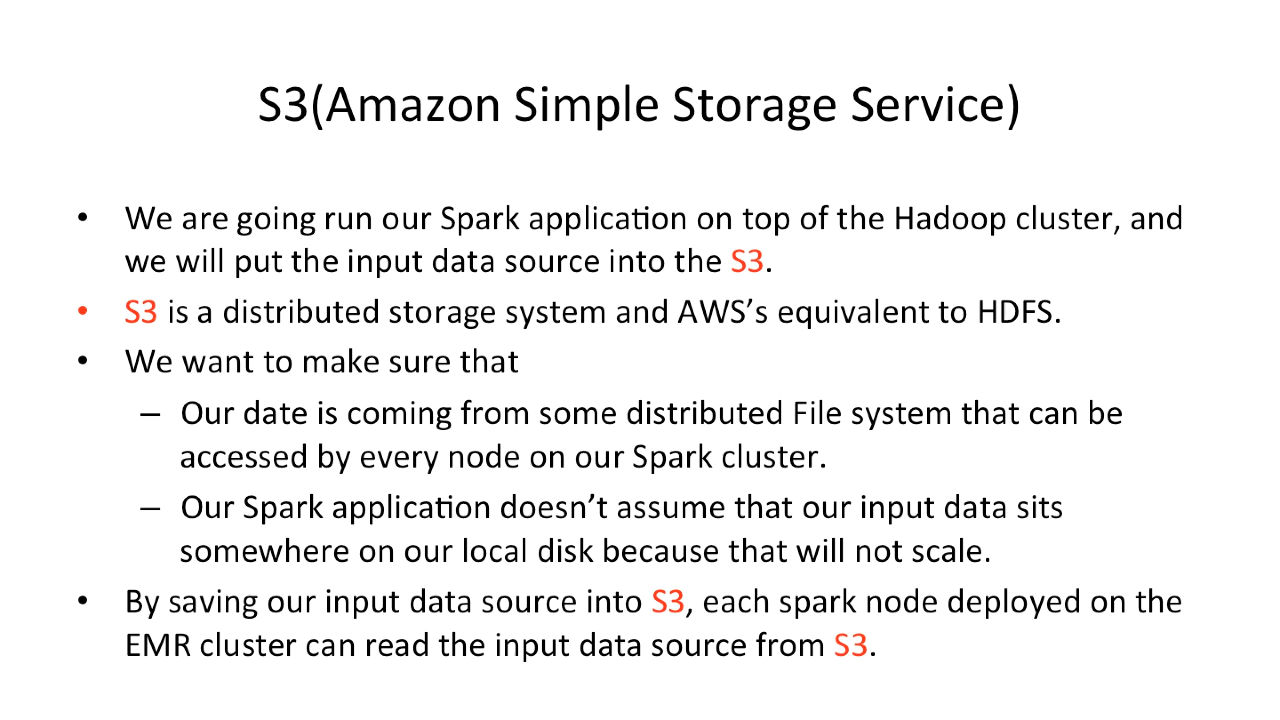 S3(Amazon Simple Storage Service)
• We are going run our Spark application on top of the Hadoop cluster, and
we will put the input data source into the S3.
• S3 is a distributed storage system and AWS’s equivalent to HDFS.
• We want to make sure that
– Our date is coming from some distributed File system that can be
accessed by every node on our Spark cluster.
– Our Spark application doesn’t assume that our input data sits
somewhere on our local disk because that will not scale.
• By saving our input data source into S3, each spark node deployed on the
EMR cluster can read the input data source from S3.